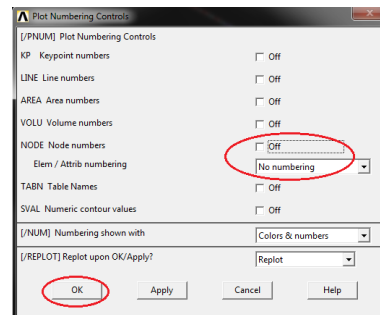 Plot Numbering Controls
[/PNUM] Plot Numbering Controls
KP Keypoint numbers Off
LINE Line numbers Off
AREA Area numbers Off
VOLU Volume numbers Off
NODE Node numbers Off
Elem / Attrib numbering No numbering
TABN Table Names Off
SVAL Numeric contour values Off
[/NUM] Numbering shown with Colors & numbers
[/REPLOT] Replot upon OK/Apply? Replot
OK Apply Cancel Help